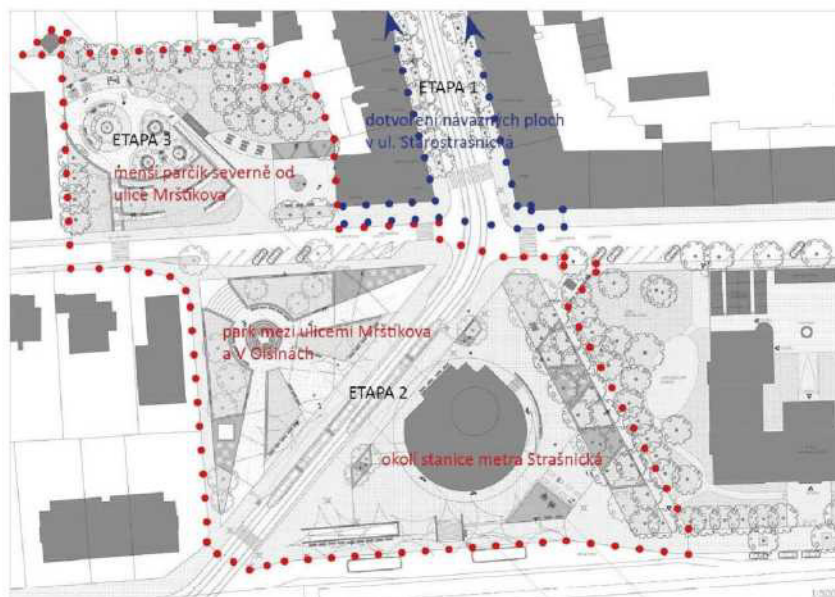 ETAPA 1
dotvoření navazných ploch
v ul. Starostrašnická
ETAPA 3
menší parčík severně od
ulice Mrštíkova
park mezi ulicemi Mrštíkova
a V Olšinách
ETAPA 2
okolí stanice metra Strašnická